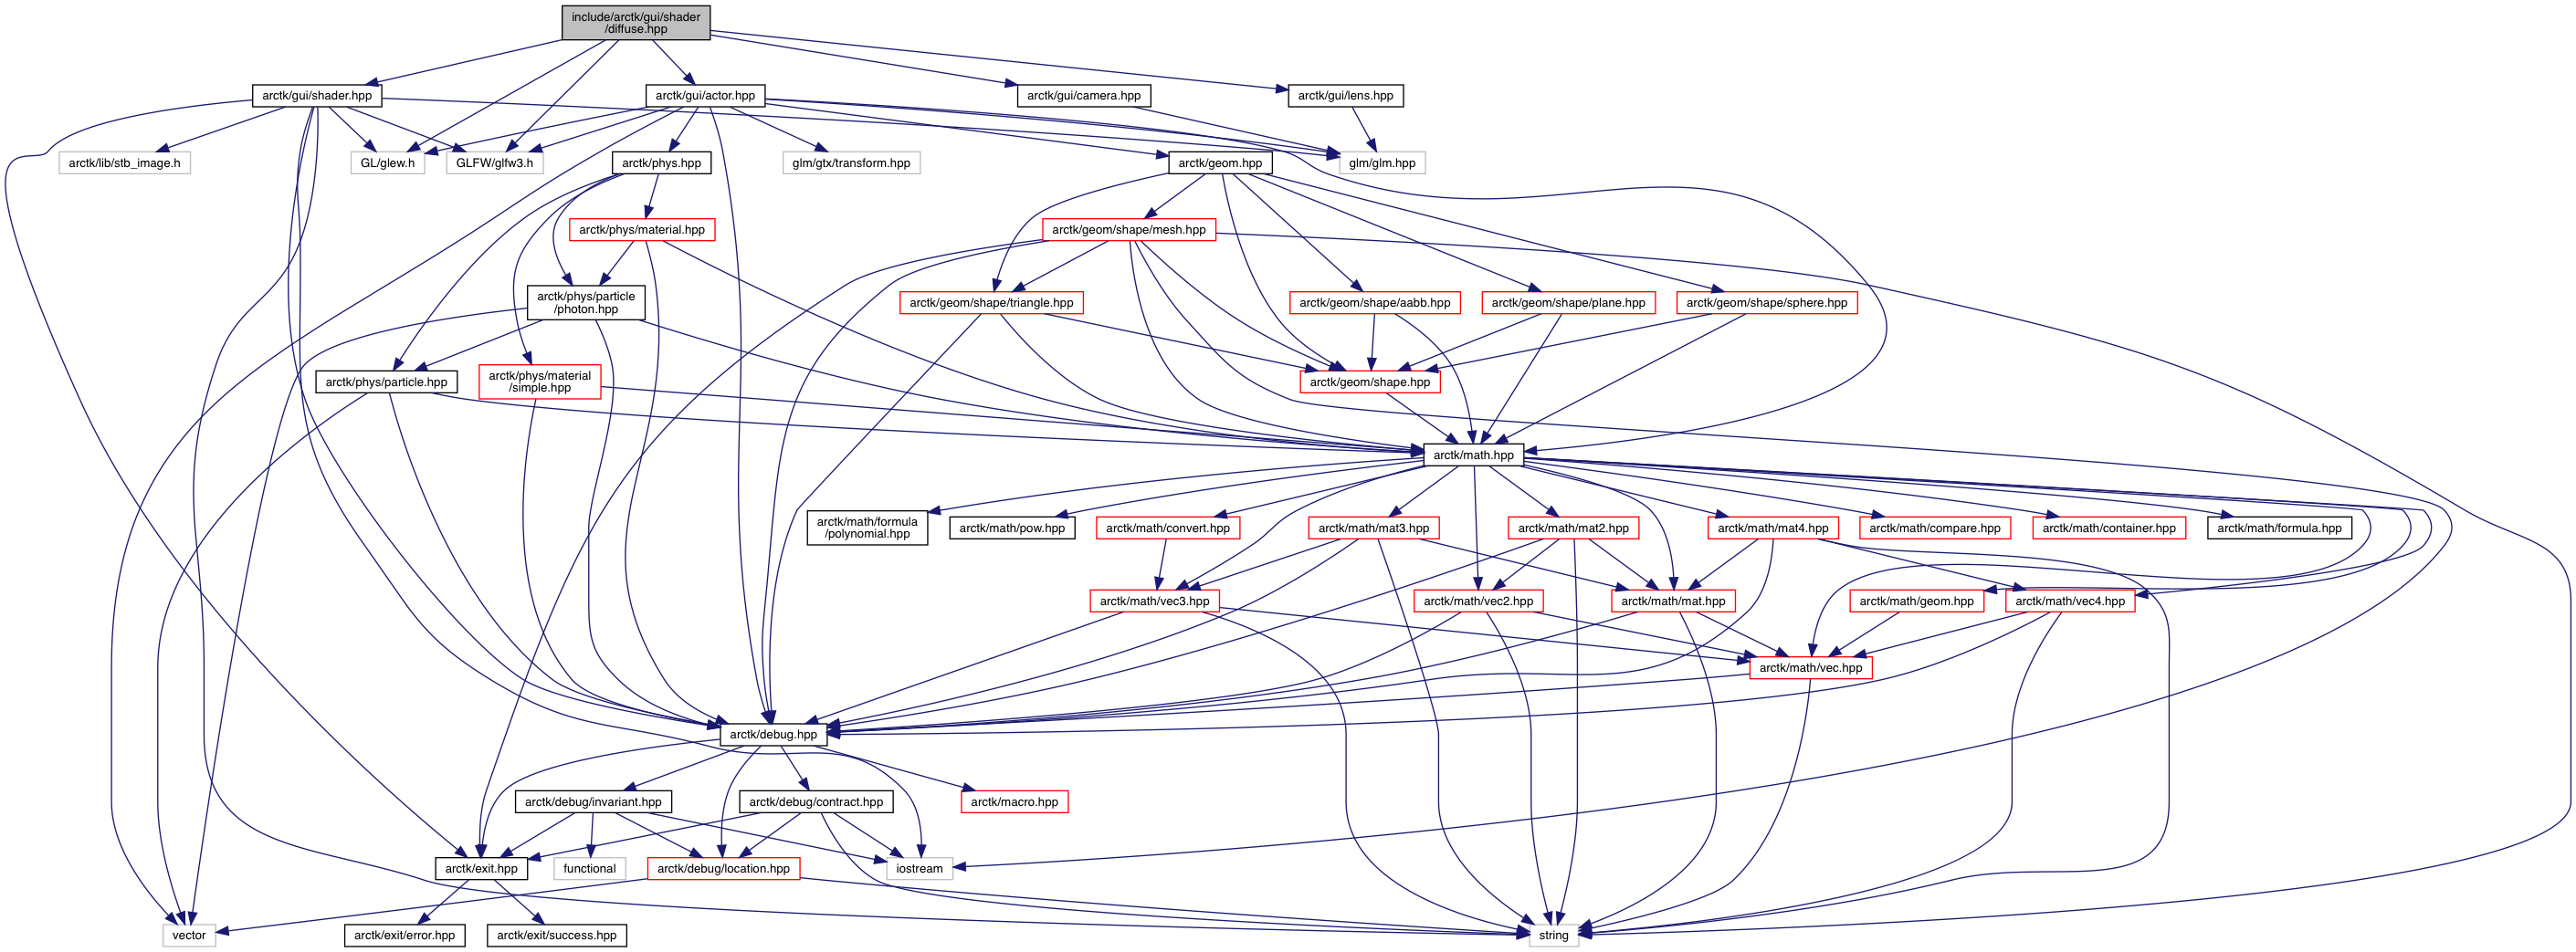 include/arctk/gui/shader
/diffuse.hpp
arctk/gui/shader.hpp
arctk/gui/actor.hpp
arctk/gui/camera.hpp
arctk/gui/lens.hpp
arctk/lib/stb_image.h
GL/glew.h
GLFW/glfw3.h
arctk/phys.hpp
glm/gtx/transform.hpp
arctk/geom.hpp
glm/glm.hpp
arctk/phys/material.hpp
arctk/geom/shape/mesh.hpp
arctk/phys/particle
/photon.hpp
arctk/geom/shape/triangle.hpp
arctk/geom/shape/aabb.hpp
arctk/geom/shape/plane.hpp
arctk/geom/shape/sphere.hpp
arctk/phys/particle.hpp
arctk/phys/material
/simple.hpp
arctk/geom/shape.hpp
arctk/math.hpp
arctk/math/formula
/polynomial.hpp
arctk/math/pow.hpp
arctk/math/convert.hpp
arctk/math/mat3.hpp
arctk/math/mat2.hpp
arctk/math/mat4.hpp
arctk/math/compare.hpp
arctk/math/container.hpp
arctk/math/formula.hpp
arctk/math/vec3.hpp
arctk/math/vec2.hpp
arctk/math/mat.hpp
arctk/math/geom.hpp
arctk/math/vec4.hpp
arctk/math/vec.hpp
arctk/debug.hpp
arctk/debug/invariant.hpp
arctk/debug/contract.hpp
arctk/macro.hpp
arctk/exit.hpp
functional
arctk/debug/location.hpp
iostream
vector
arctk/exit/error.hpp
arctk/exit/success.hpp
string